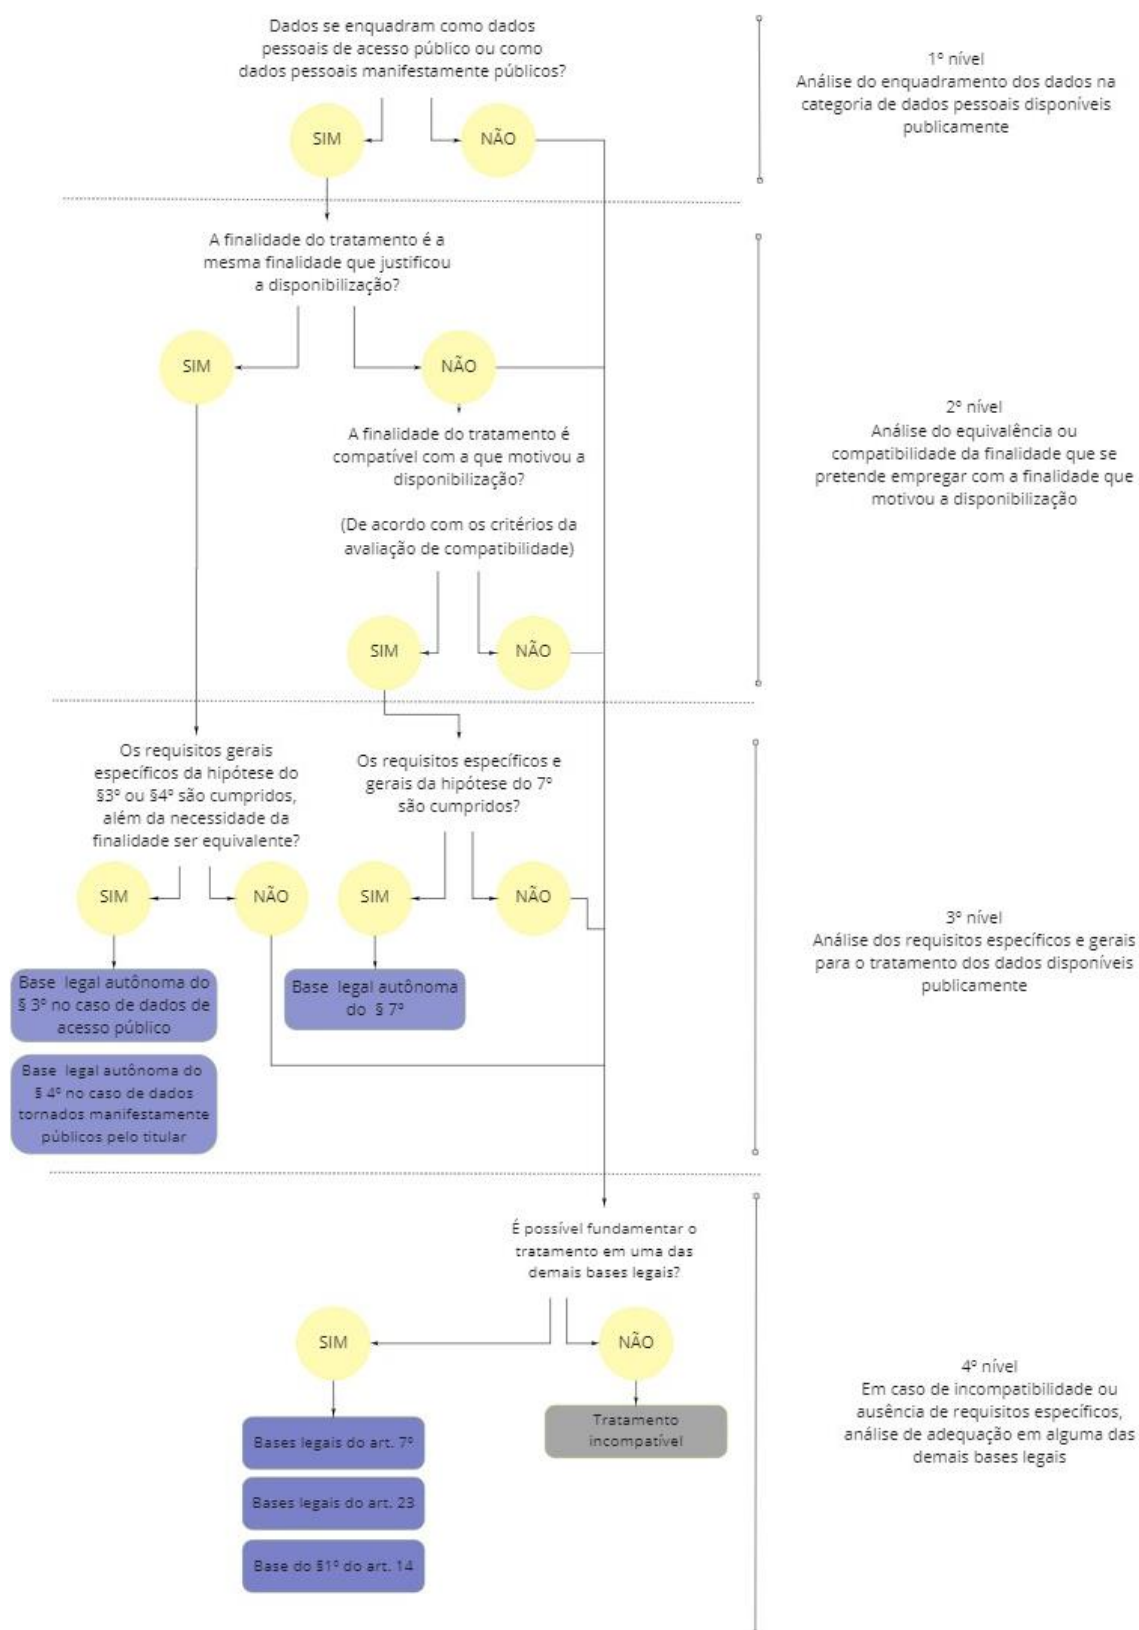 Dados se enquadram como dados
pessoais de acesso público ou como
dados pessoais manifestamente públicos?
SIM
NÃO
1º nível
Análise do enquadramento dos dados na
categoria de dados pessoais disponíveis
publicamente
A finalidade do tratamento é a
mesma finalidade que justificou
a disponibilização?
SIM
NÃO
A finalidade do tratamento é
compatível com a que motivou a
disponibilização?
(De acordo com os critérios da
avaliação de compatibilidade)
SIM
NÃO
2º nível
Análise do equivalência ou
compatibilidade da finalidade que se
pretende empregar com a finalidade que
motivou a disponibilização
Os requisitos gerais
específicos da hipótese do
§3º ou §4º são cumpridos,
além da necessidade da
finalidade ser equivalente?
SIM
NÃO
Os requisitos específicos e
gerais da hipótese do 7º
são cumpridos?
SIM
NÃO
Base legal autônoma do
§ 3º no caso de dados de
acesso público
Base legal autônoma do
§ 4º no caso de dados
tornados manifestamente
públicos pelo titular
Base legal autônoma
do § 7º
3º nível
Análise dos requisitos específicos e gerais
para o tratamento dos dados disponíveis
publicamente
É possível fundamentar o
tratamento em uma das
demais bases legais?
SIM
NÃO
Bases legais do art. 7º
Bases legais do art. 23
Base do §1º do art. 14
Tratamento
incompatível
4º nível
Em caso de incompatibilidade ou
ausência de requisitos específicos,
análise de adequação em alguma das
demais bases legais